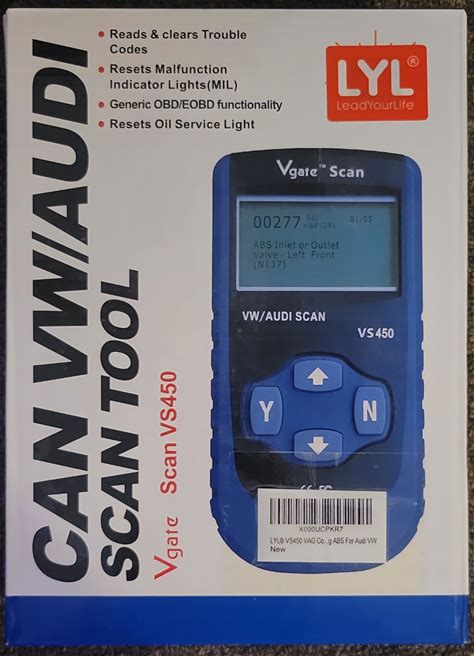 Reads & clears Trouble
Codes
Resets Malfunction
Indicator Lights(MIL)
Generic OBD/EOBD functionality
Resets Oil Service Light
LYL®
LeadYourLife
CAN VW/AUDI
SCAN TOOL
Vgate Scan VS450
Vgate™ Scan
00277 01/05
ABS Inlet or Outlet
Valve - Left Front
(N137)
VW/AUDI SCAN
VS450
Y N
X000UCPKR7
LYLB VS450 VAG Co...g ABS For Audi VW
New